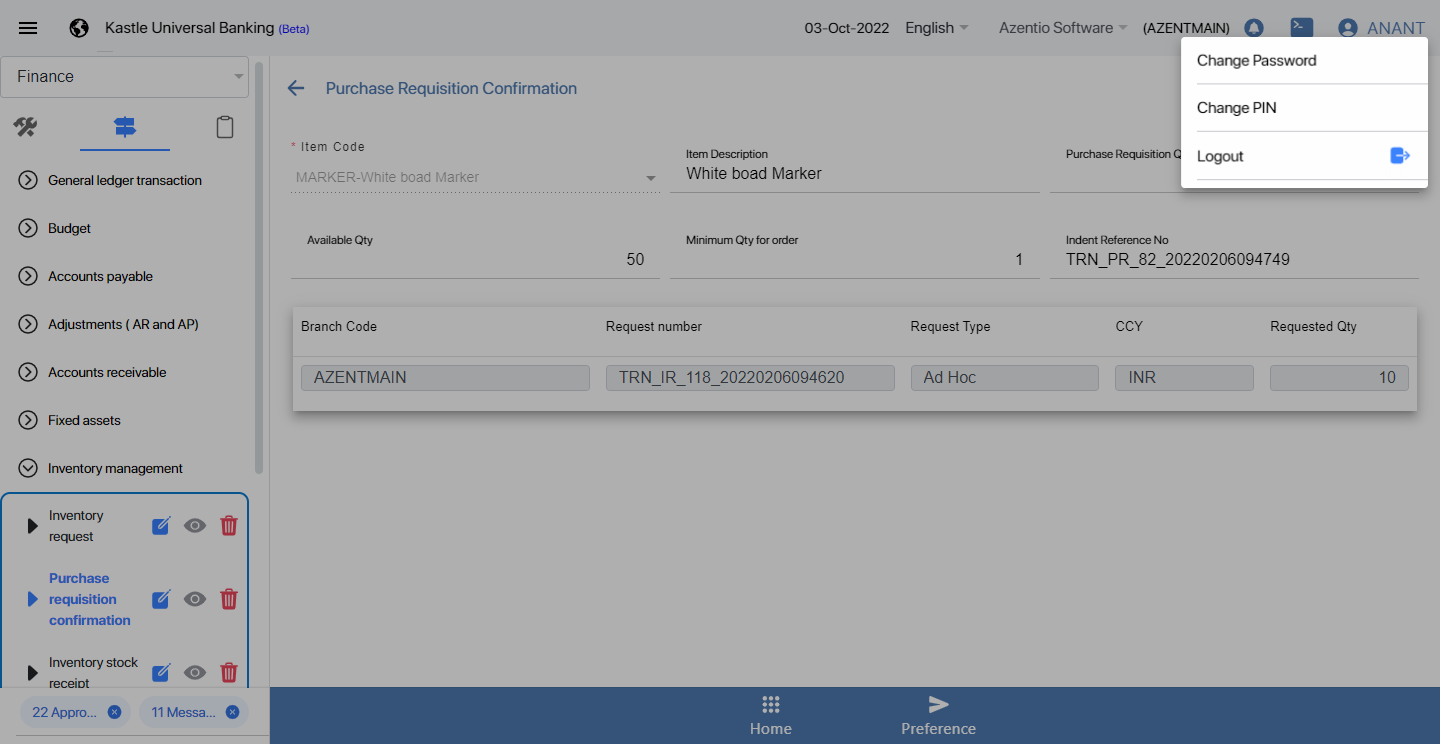 Kastle Universal Banking (Beta)
03-Oct-2022
English
Azentio Software
(AZENTMAIN)
ANANT
Change Password
Change PIN
Logout
Finance
General ledger transaction
Budget
Accounts payable
Adjustments ( AR and AP)
Accounts receivable
Fixed assets
Inventory management
Inventory
request
Purchase
requisition
confirmation
Inventory stock
receipt
22 Appro...
11 Messa...
Purchase Requisition Confirmation
* Item Code
MARKER-White boad Marker
Item Description
White boad Marker
Purchase Requisition Q
Available Qty
50
Minimum Qty for order
1
Indent Reference No
TRN_PR_82_20220206094749
Branch Code Request number Request Type CCY Requested Qty
AZENTMAIN TRN_IR_118_20220206094620 Ad Hoc INR 10
Home
Preference